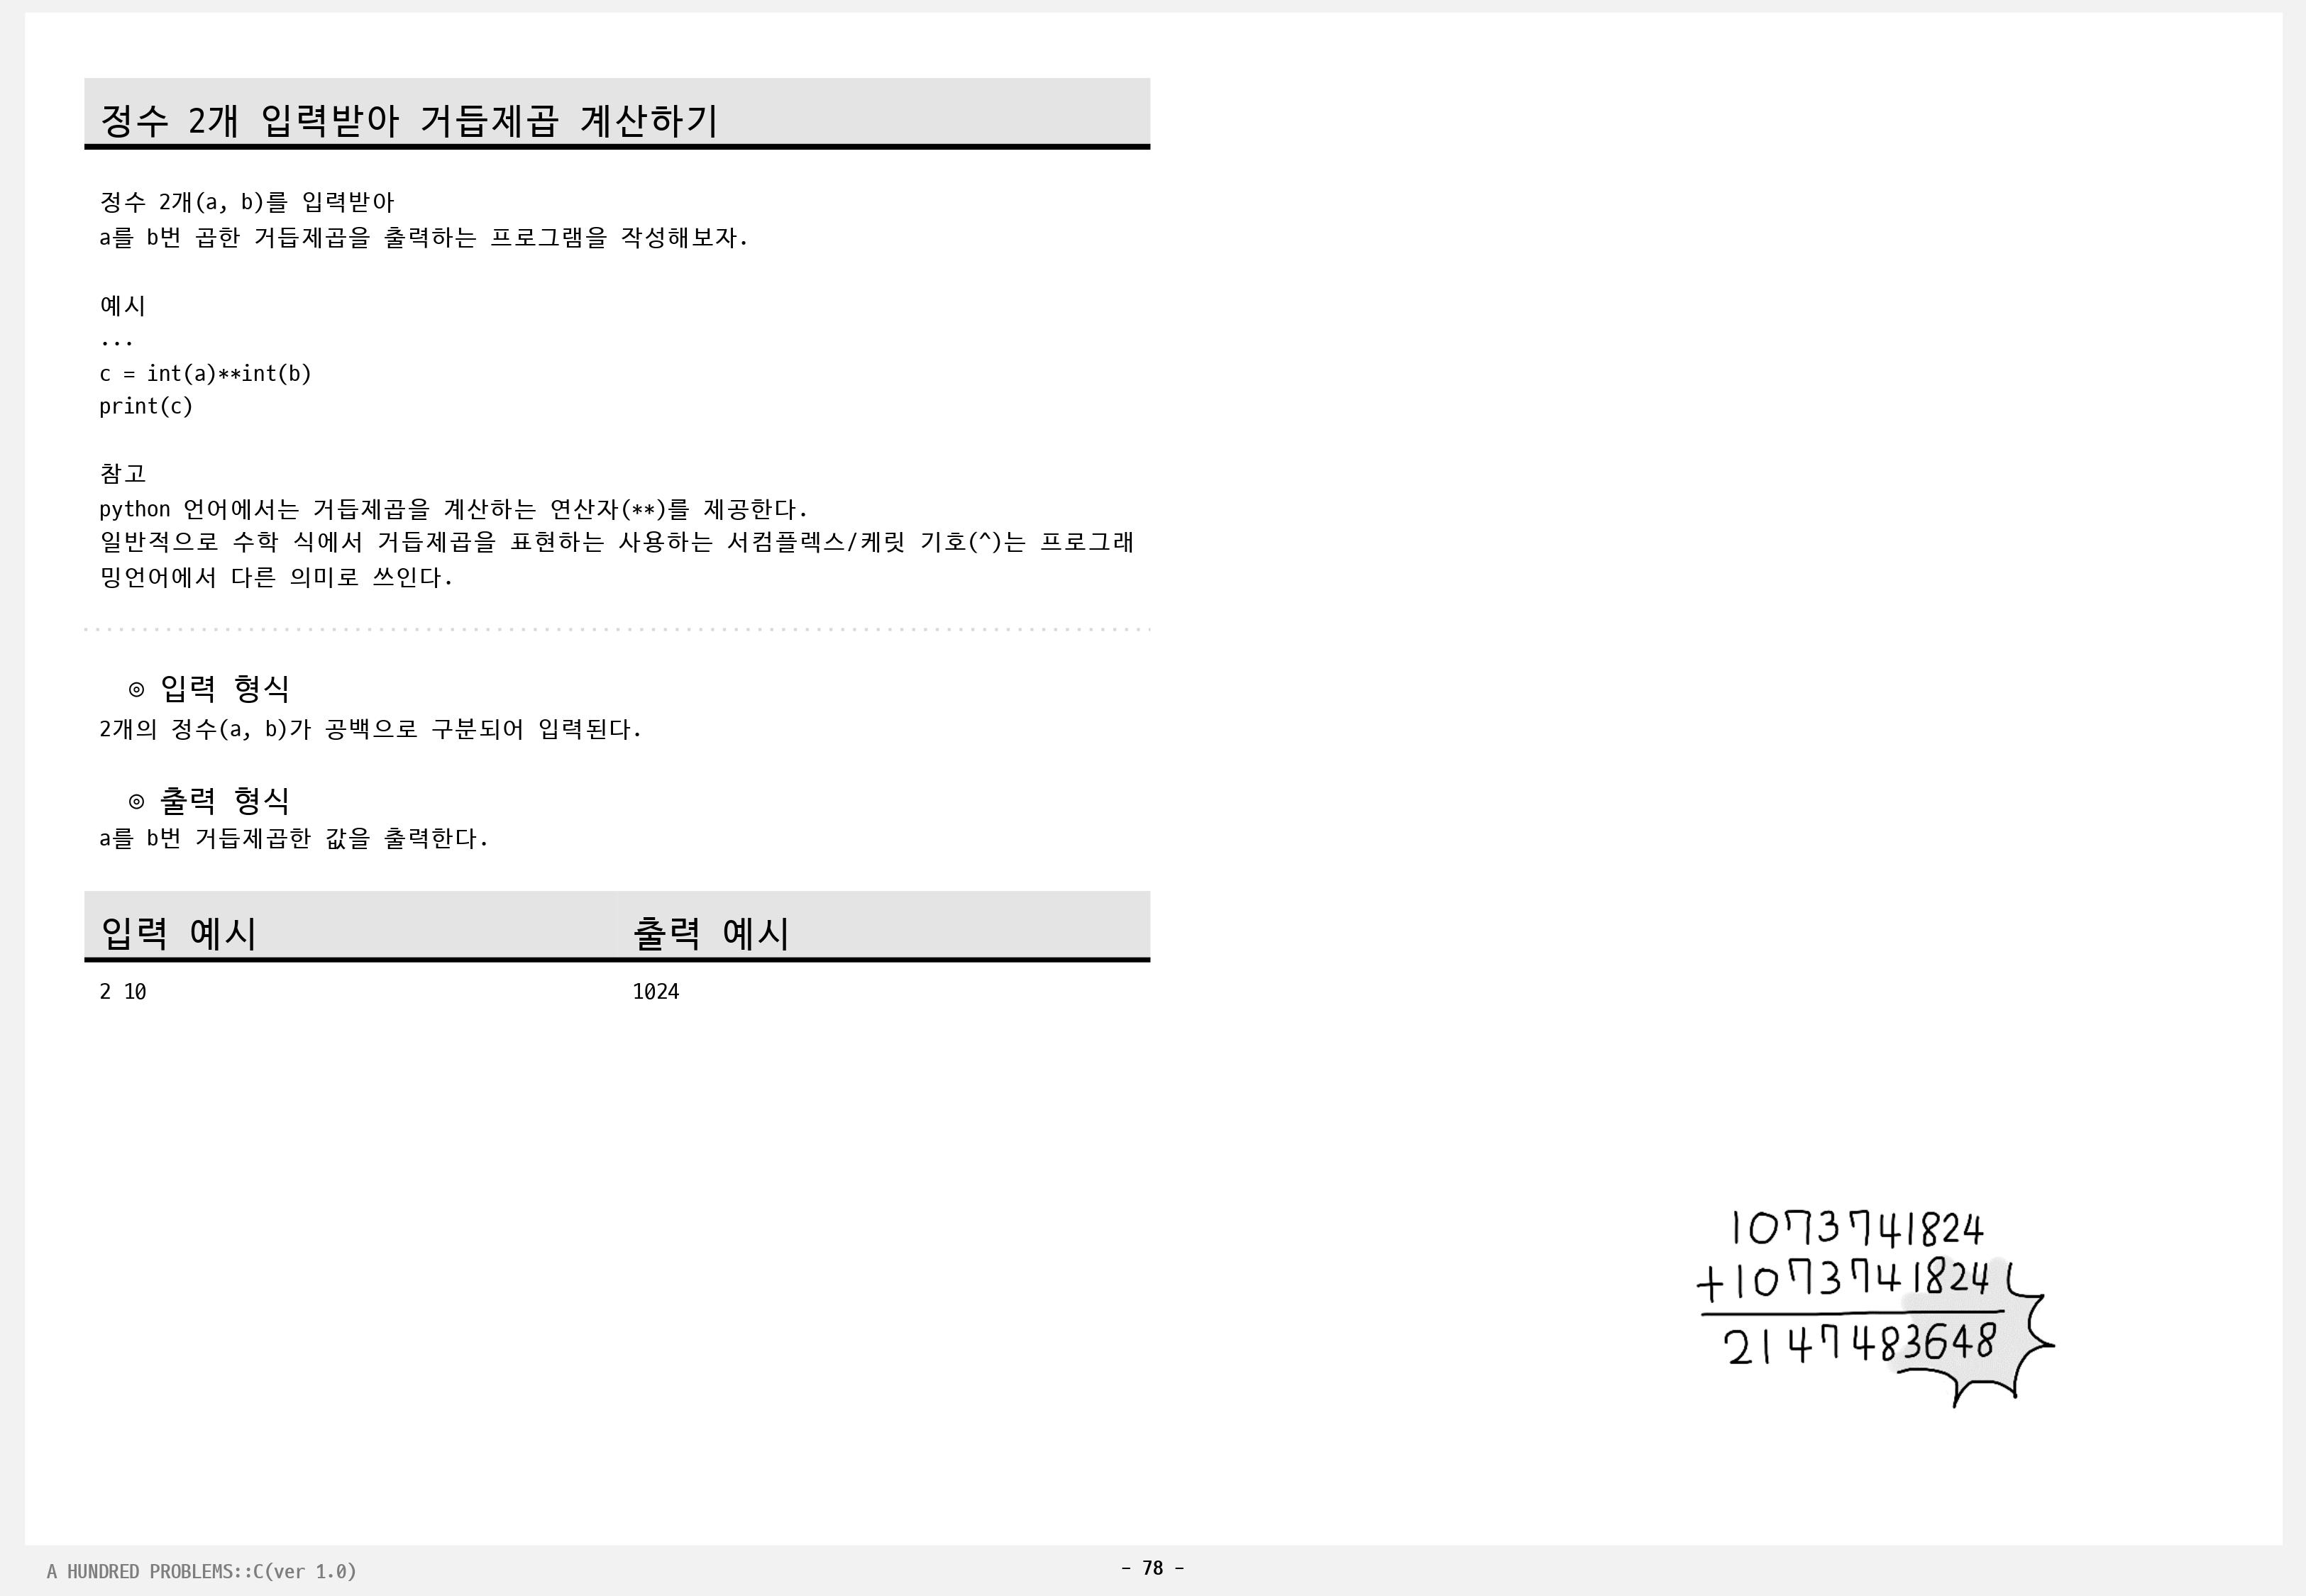 정수 2개 입력받아 거듭제곱 계산하기
정수 2개(a, b)를 입력받아
a를 b번 곱한 거듭제곱을 출력하는 프로그램을 작성해보자.
예시
...
c = int(a)**int(b)
print(c)
참고
python 언어에서는 거듭제곱을 계산하는 연산자(**)를 제공한다.
일반적으로 수학 식에서 거듭제곱을 표현하는 사용하는 서컴플렉스/케릿 기호(^)는 프로그래
밍언어에서 다른 의미로 쓰인다.
◎ 입력 형식
2개의 정수(a, b)가 공백으로 구분되어 입력된다.
◎ 출력 형식
a를 b번 거듭제곱한 값을 출력한다.
입력 예시 출력 예시
2 10 1024
1073741824
+1073741824
2147483648
A HUNDRED PROBLEMS::C(ver 1.0)
- 78 -